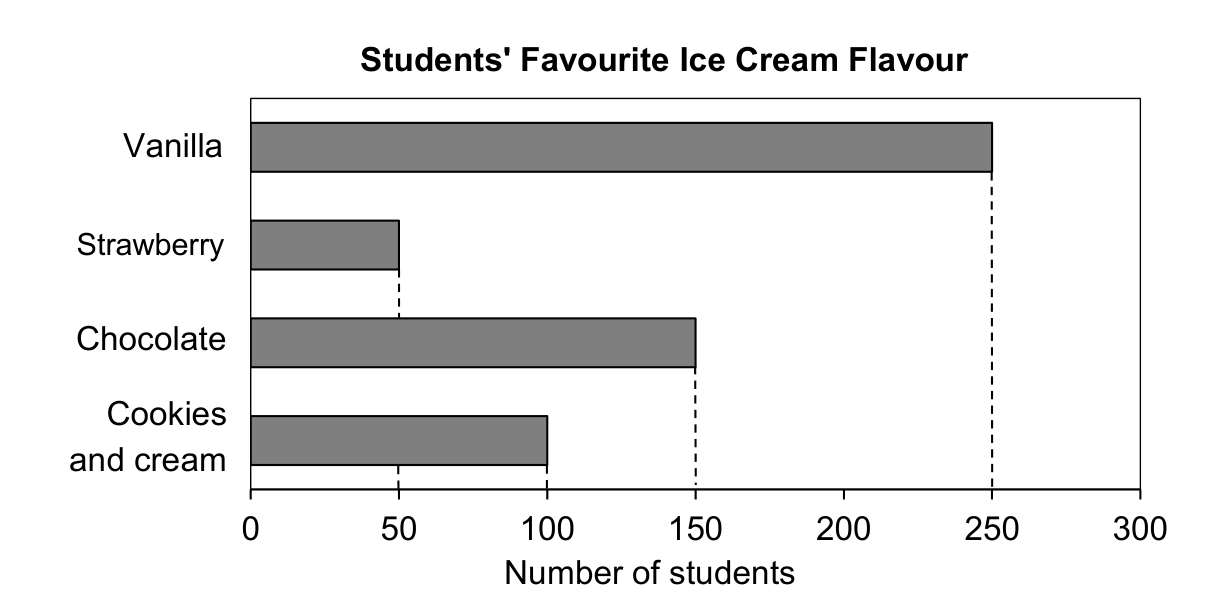 Students' Favourite Ice Cream Flavour
Vanilla
Strawberry
Chocolate
Cookies
and cream
0 50 100 150 200 250 300
Number of students